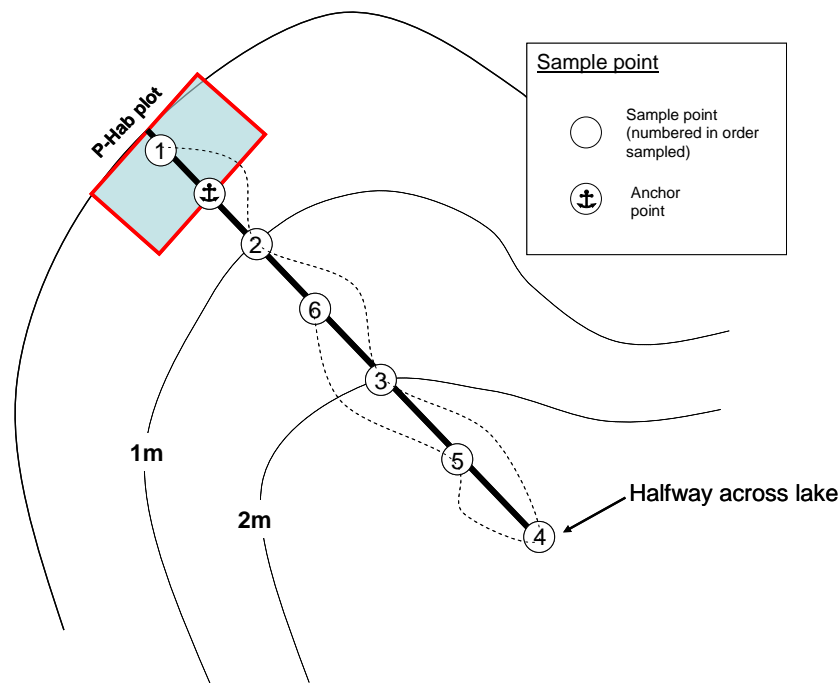 Sample point
Sample point
(numbered in order
sampled)
Anchor
point
P-Hab plot
1
2
6
3
5
4
1m
2m
Halfway across lake